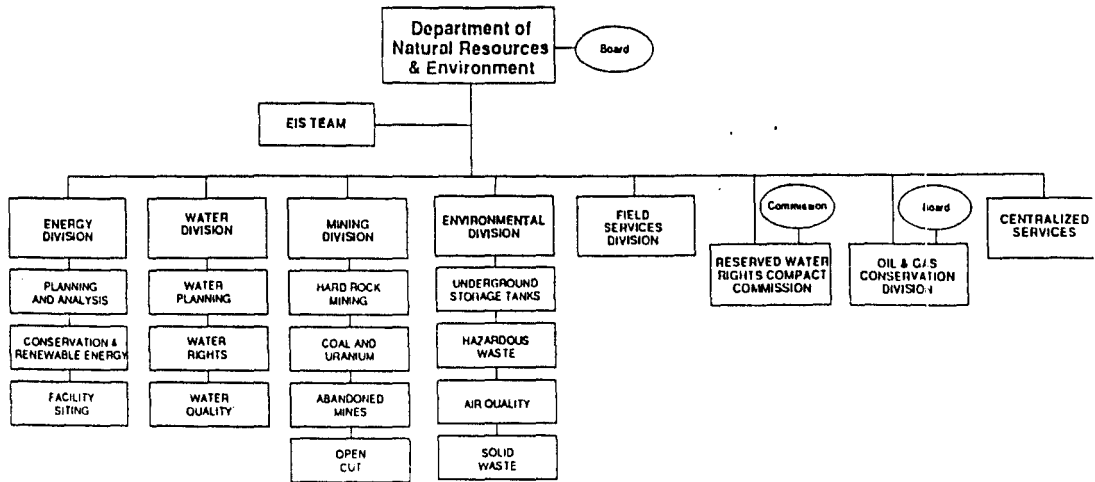 Department of
Natural Resources
& Environment
Board
EIS TEAM
ENERGY
DIVISION
PLANNING
AND ANALYSIS
CONSERVATION &
RENEWABLE ENERGY
FACILITY
SITING
WATER
DIVISION
WATER
PLANNING
WATER
RIGHTS
WATER
QUALITY
MINING
DIVISION
HARD ROCK
MINING
COAL AND
URANIUM
ABANDONED
MINES
OPEN
CUT
ENVIRONMENTAL
DIVISION
UNDERGROUND
STORAGE TANKS
HAZARDOUS
WASTE
AIR QUALITY
SOLID
WASTE
FIELD
SERVICES
DIVISION
Commission
RESERVED WATER
RIGHTS COMPACT
COMMISSION
Board
OIL & GAS
CONSERVATION
DIVISION
CENTRALIZED
SERVICES